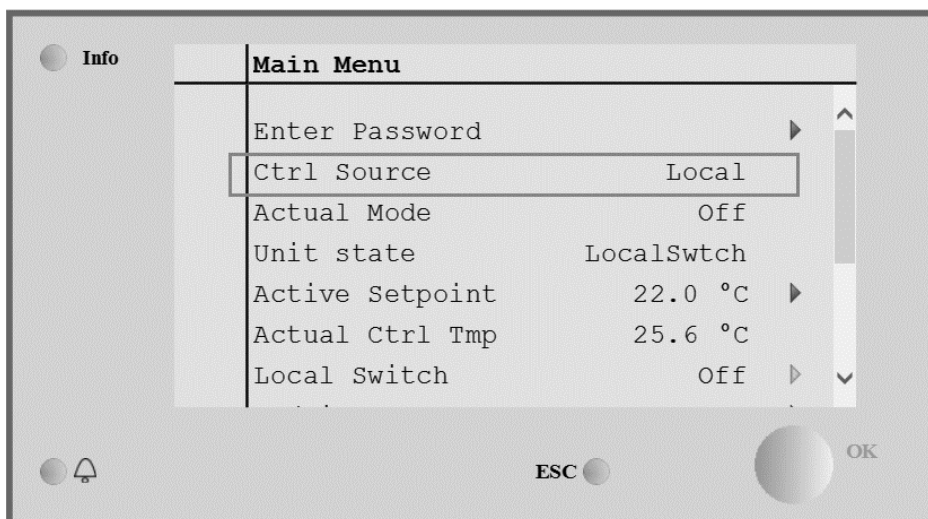 Info
Main Menu
Enter Password
Ctrl Source Local
Actual Mode Off
Unit state LocalSwtch
Active Setpoint 22.0 °C
Actual Ctrl Tmp 25.6 °C
Local Switch Off
OK
ESC